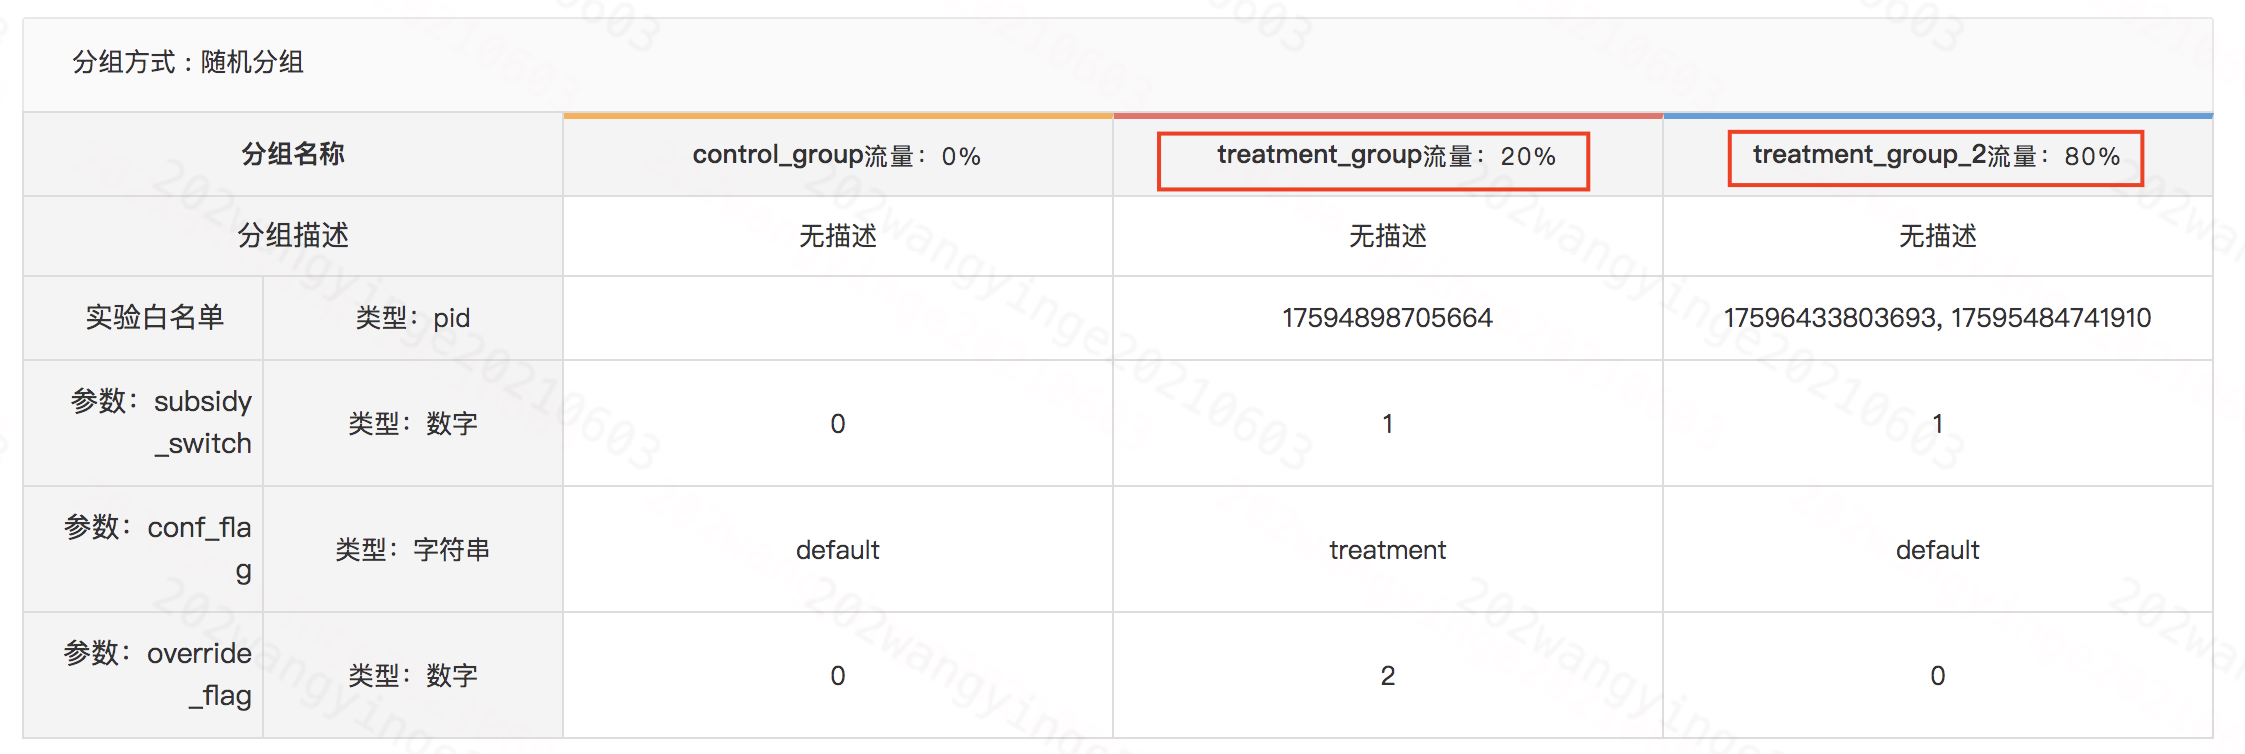 分组方式：随机分组
分组名称 control_group流量：0% treatment_group流量：20% treatment_group_2流量：80%
分组描述 无描述 无描述 无描述
实验白名单 类型：pid 17594898705664 17596433803693, 17595484741910
参数：subsidy
_switch 类型：数字 0 1 1
参数：conf_fla
g 类型：字符串 default treatment default
参数：override
_flag 类型：数字 0 2 0
202wangyinge20210603